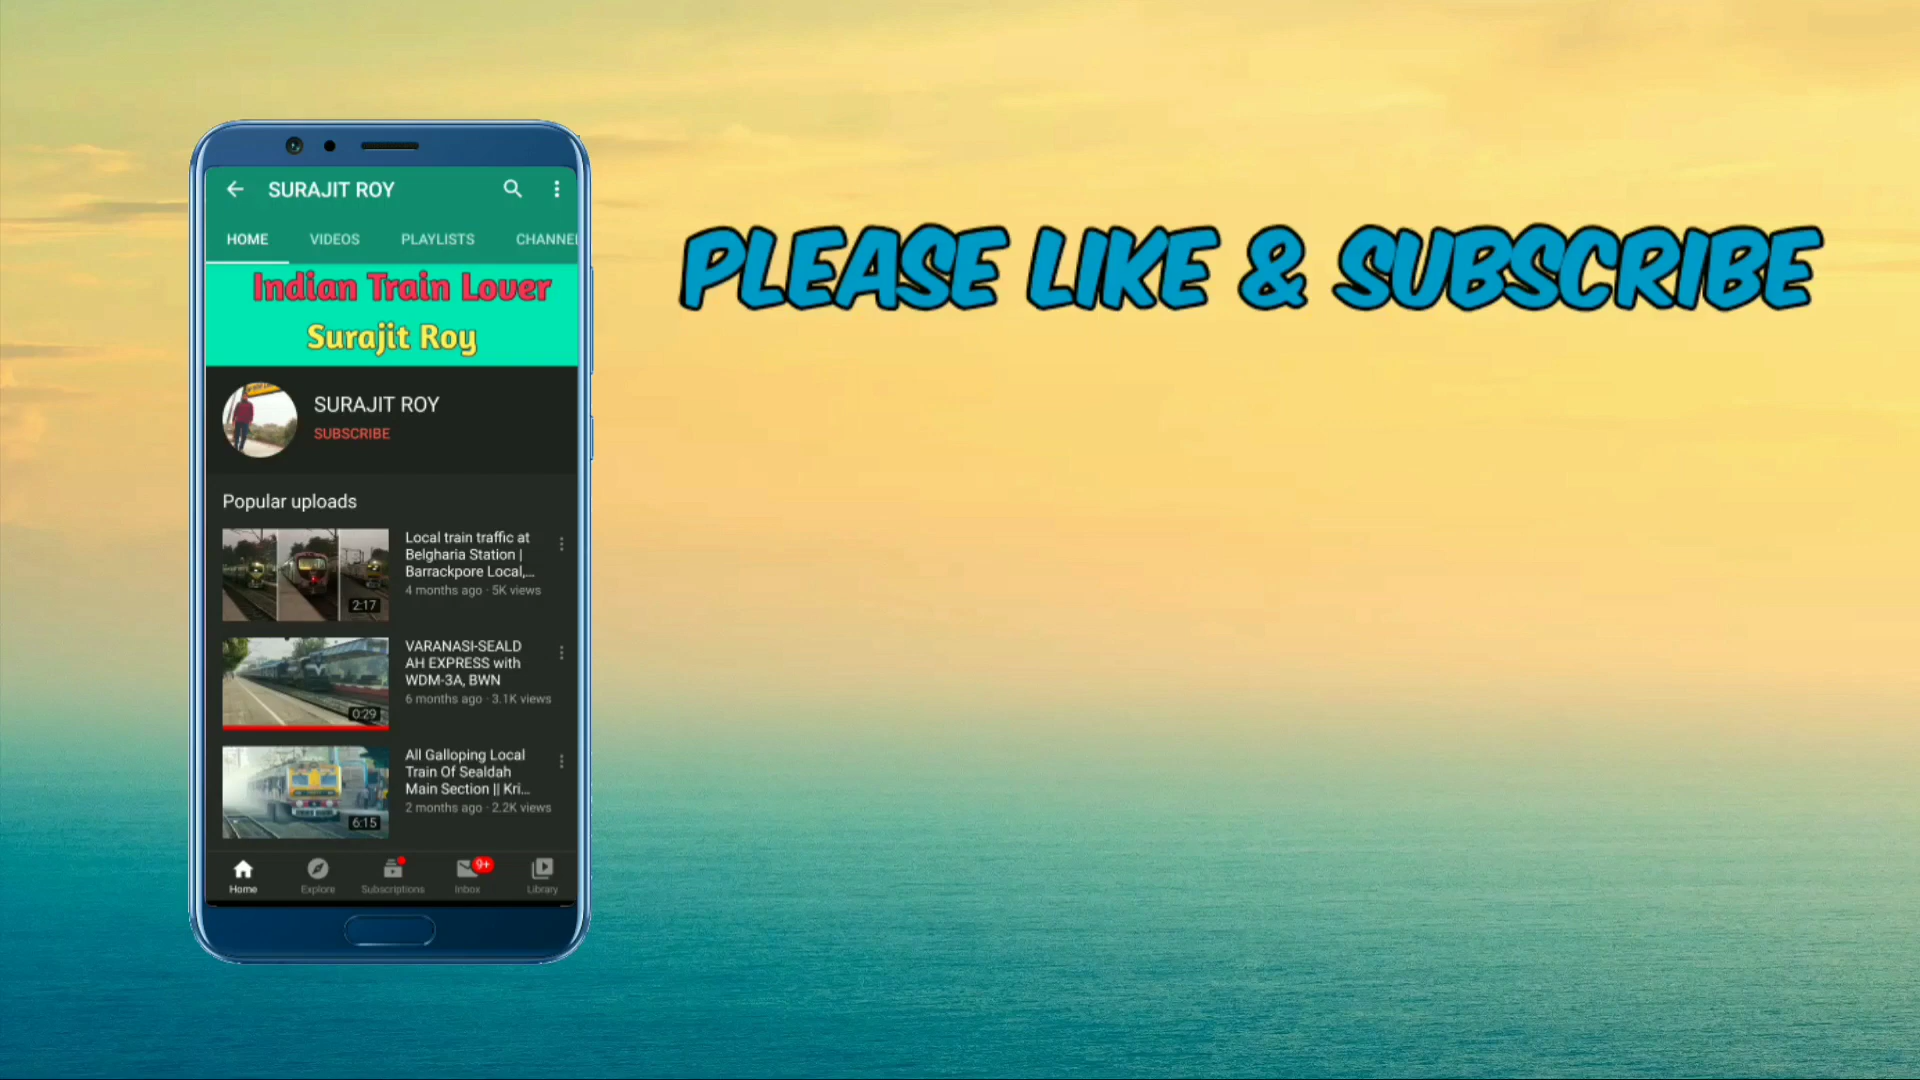 SURAJIT ROY
HOME VIDEOS PLAYLISTS CHANNEL
Indian Train Lover
Surajit Roy
SURAJIT ROY
SUBSCRIBE
Popular uploads
Local train traffic at
Belgharia Station |
Barrackpore Local,...
4 months ago · 5K views
2:17
VARANASI-SEALD
AH EXPRESS with
WDM-3A, BWN
6 months ago · 3.1K views
0:29
All Galloping Local
Train Of Sealdah
Main Section || Kri...
2 months ago · 2.2K views
6:15
9+
Home Explore Subscriptions Inbox Library
PLEASE LIKE & SUBSCRIBE